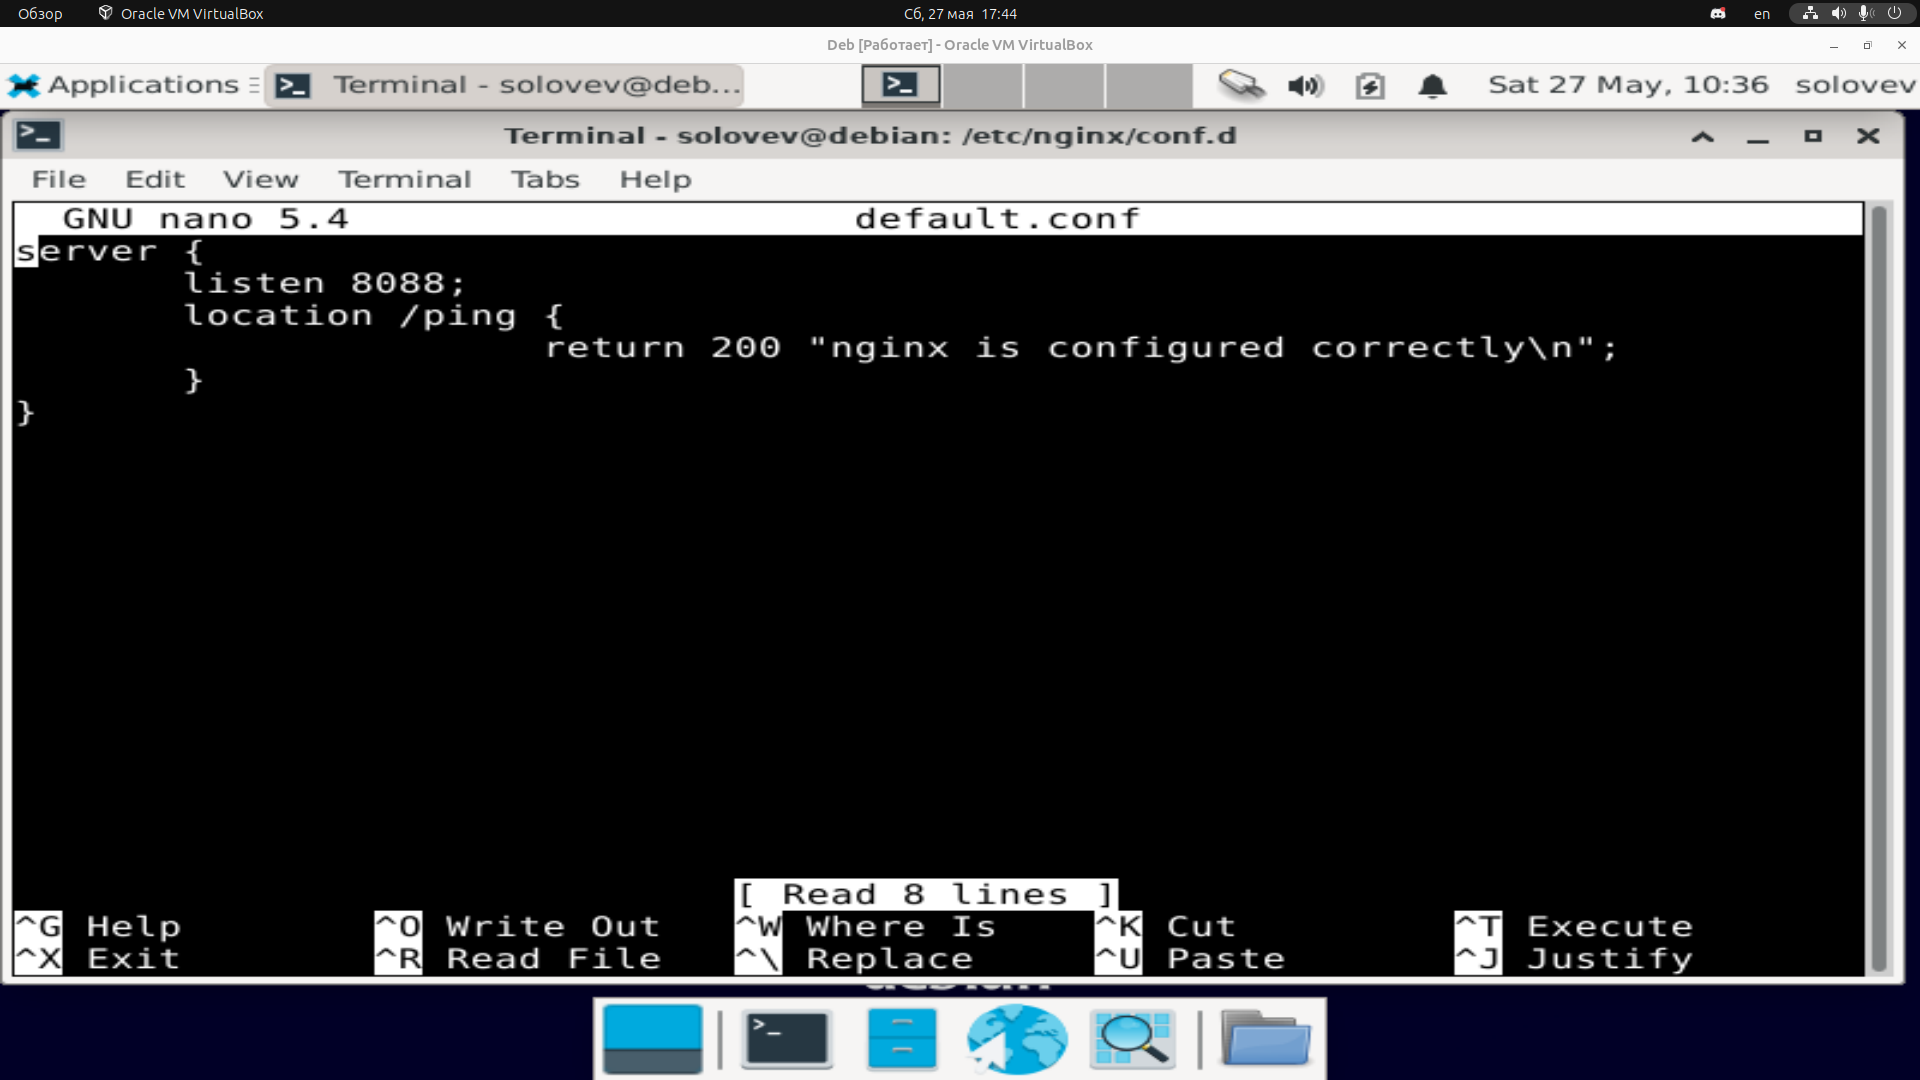 Обзор Oracle VM VirtualBox Сб, 27 мая 17:44 en
Deb [Работает] - Oracle VM VirtualBox
Applications Terminal - solovev@deb... Sat 27 May, 10:36 solovev
Terminal - solovev@debian: /etc/nginx/conf.d
File Edit View Terminal Tabs Help
GNU nano 5.4 default.conf
server {
listen 8088;
location /ping {
return 200 "nginx is configured correctly\n";
}
}
[ Read 8 lines ]
^G Help ^O Write Out ^W Where Is ^K Cut ^T Execute
^X Exit ^R Read File ^\ Replace ^U Paste ^J Justify